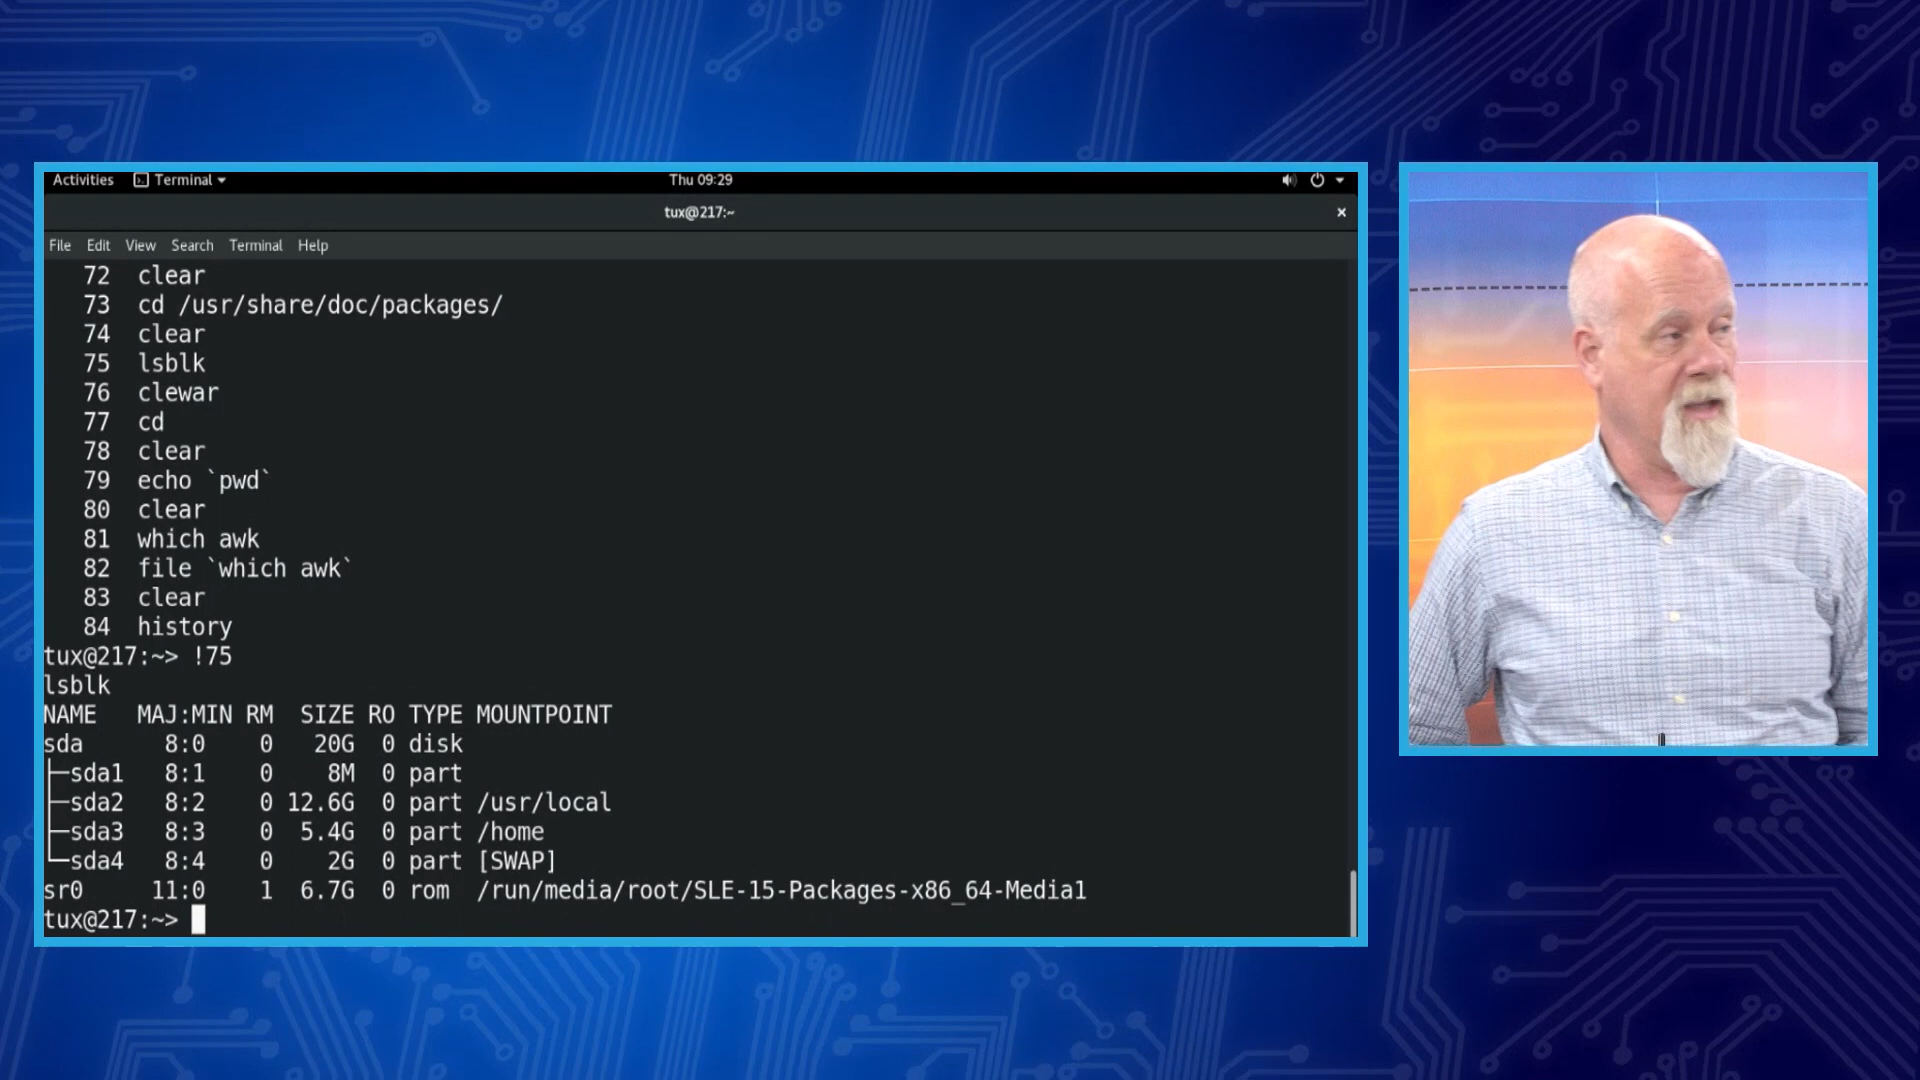 Activities Terminal Thu 09:29
tux@217:~
File Edit View Search Terminal Help
72 clear
73 cd /usr/share/doc/packages/
74 clear
75 lsblk
76 clewar
77 cd
78 clear
79 echo `pwd`
80 clear
81 which awk
82 file `which awk`
83 clear
84 history
tux@217:~> !75
lsblk
NAME MAJ:MIN RM SIZE RO TYPE MOUNTPOINT
sda 8:0 0 20G 0 disk
├─sda1 8:1 0 8M 0 part
├─sda2 8:2 0 12.6G 0 part /usr/local
├─sda3 8:3 0 5.4G 0 part /home
└─sda4 8:4 0 2G 0 part [SWAP]
sr0 11:0 1 6.7G 0 rom /run/media/root/SLE-15-Packages-x86_64-Media1
tux@217:~>